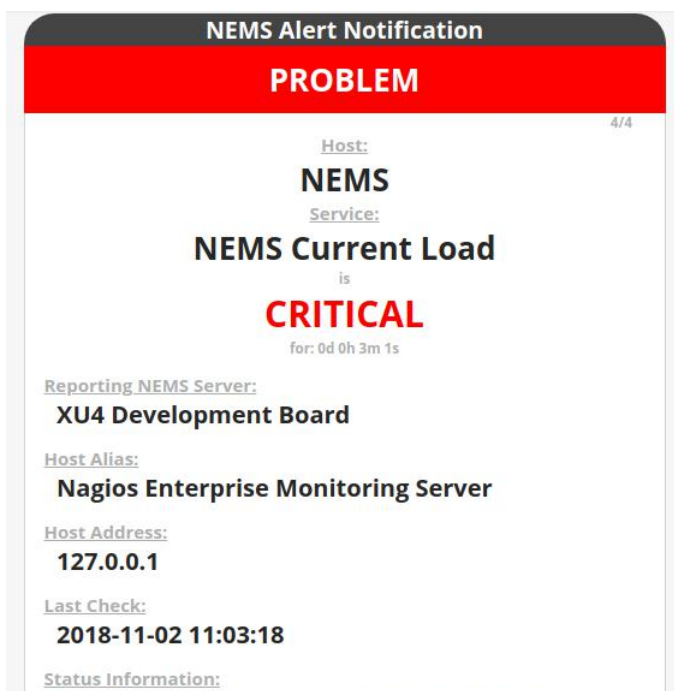 NEMS Alert Notification
PROBLEM
4/4
Host:
NEMS
Service:
NEMS Current Load
is
CRITICAL
for: 0d 0h 3m 1s
Reporting NEMS Server:
XU4 Development Board
Host Alias:
Nagios Enterprise Monitoring Server
Host Address:
127.0.0.1
Last Check:
2018-11-02 11:03:18
Status Information: